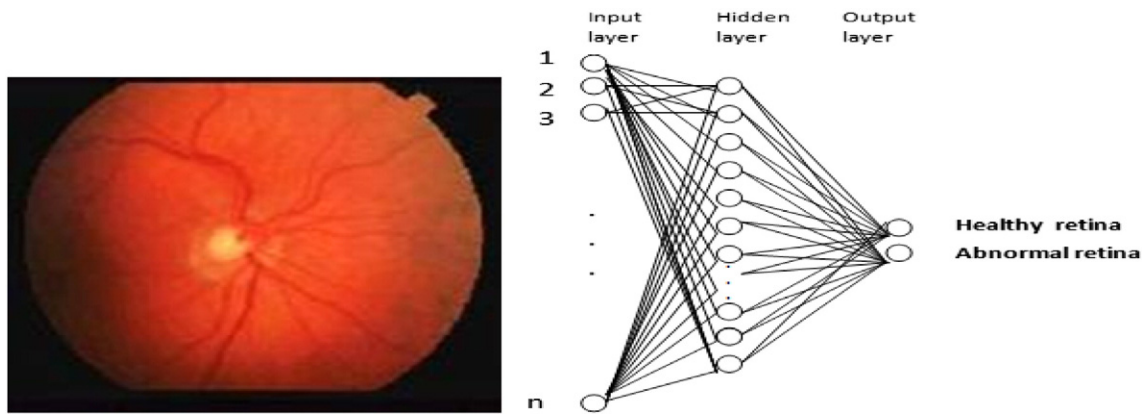 Input layer
Hidden layer
Output layer
1
2
3
n
Healthy retina
Abnormal retina